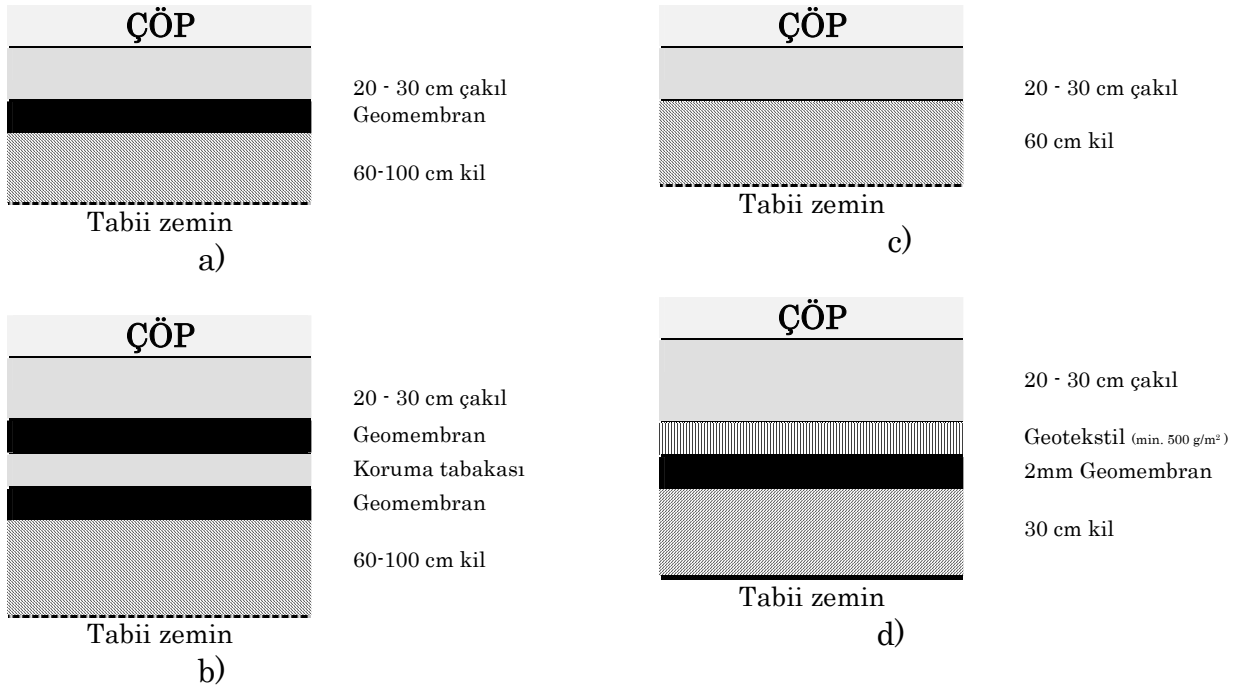 ÇÖP
20 - 30 cm çakıl
Geomembran
60-100 cm kil
Tabii zemin
a)
ÇÖP
20 - 30 cm çakıl
Geomembran
Koruma tabakası
Geomembran
60-100 cm kil
Tabii zemin
b)
ÇÖP
20 - 30 cm çakıl
60 cm kil
Tabii zemin
c)
ÇÖP
20 - 30 cm çakıl
Geotekstil (min. 500 g/m² )
2mm Geomembran
30 cm kil
Tabii zemin
d)